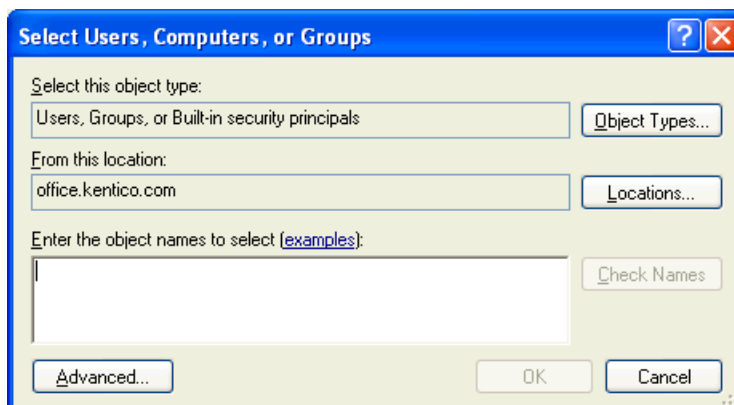 Select Users, Computers, or Groups
Select this object type:
Users, Groups, or Built-in security principals
Object Types...
From this location:
office.kentico.com
Locations...
Enter the object names to select (examples):
Check Names
Advanced...
OK
Cancel